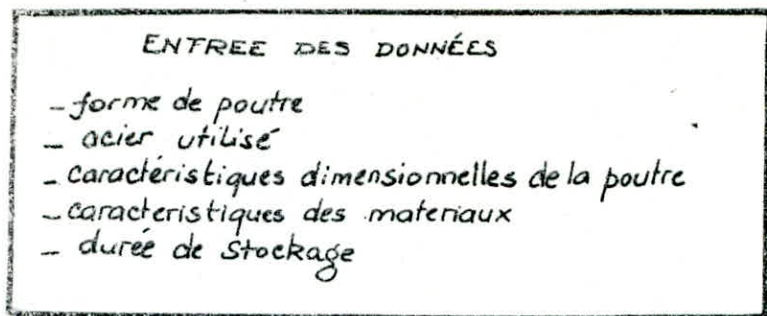 ENTREE DES DONNÉES
- forme de poutre
- acier utilisé
- caractéristiques dimensionnelles de la poutre
- caracteristiques des materiaux
- durée de stockage